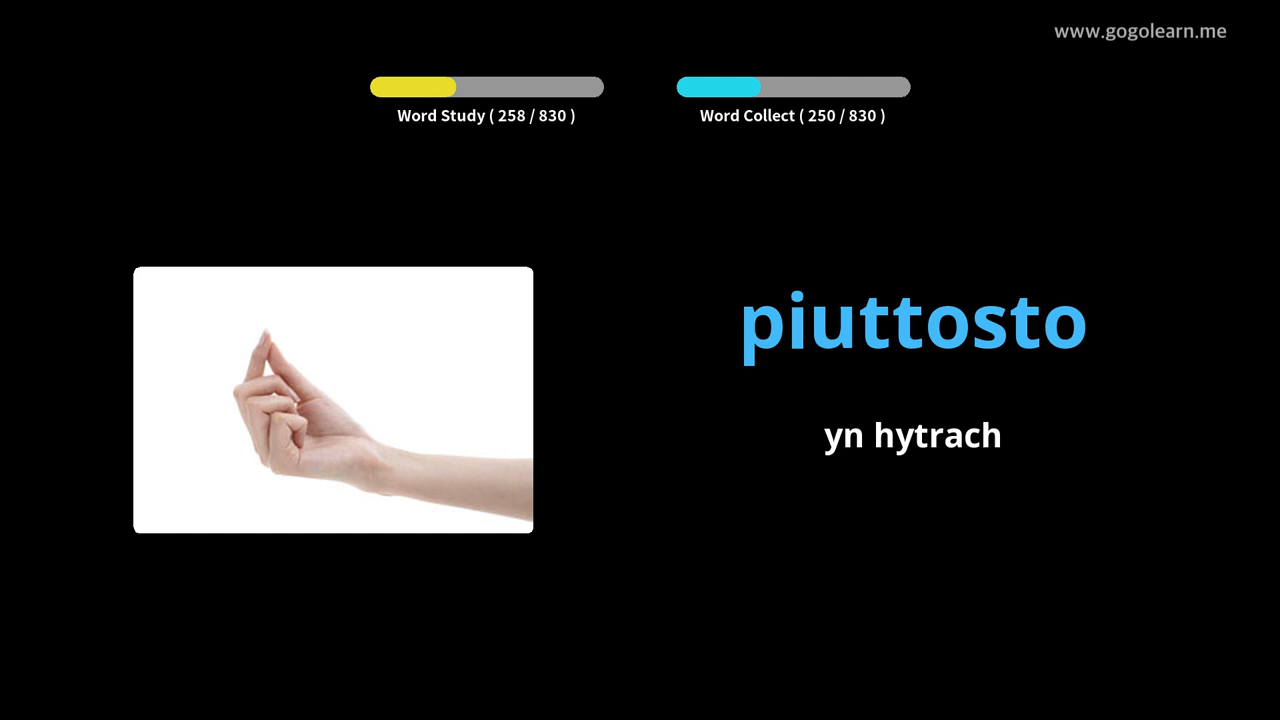 www.gogolearn.me
Word Study ( 258 / 830 )
Word Collect ( 250 / 830 )
piuttosto
yn hytrach